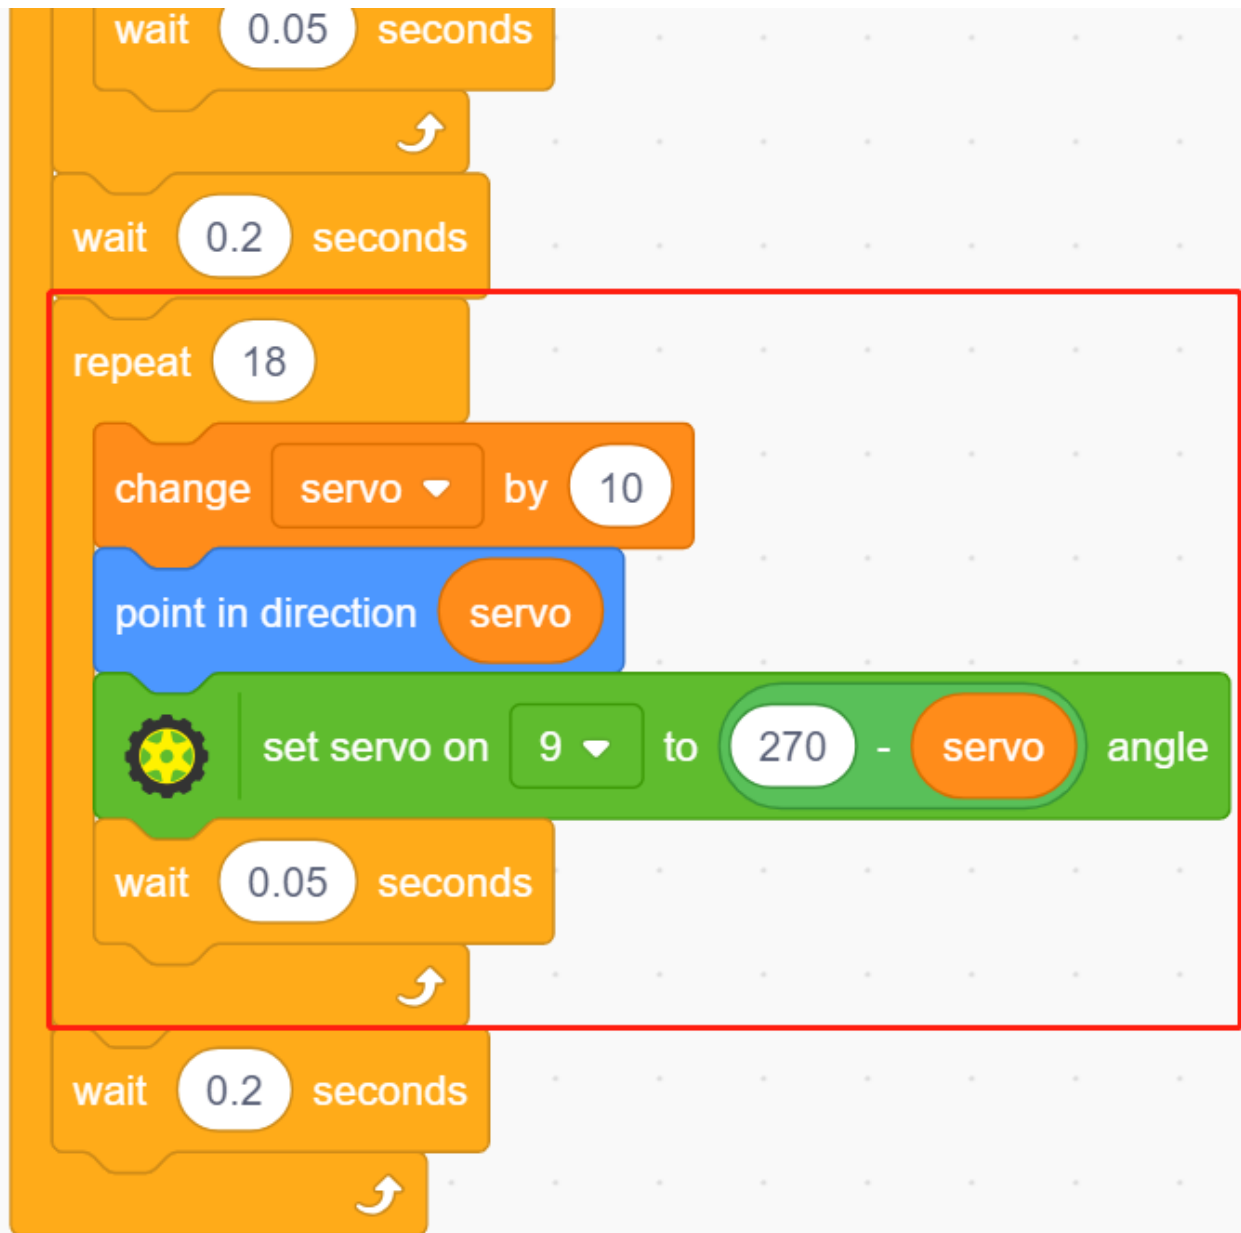 wait 0.05 seconds
wait 0.2 seconds
repeat 18
change servo by 10
point in direction servo
set servo on 9 to 270 - servo angle
wait 0.05 seconds
wait 0.2 seconds